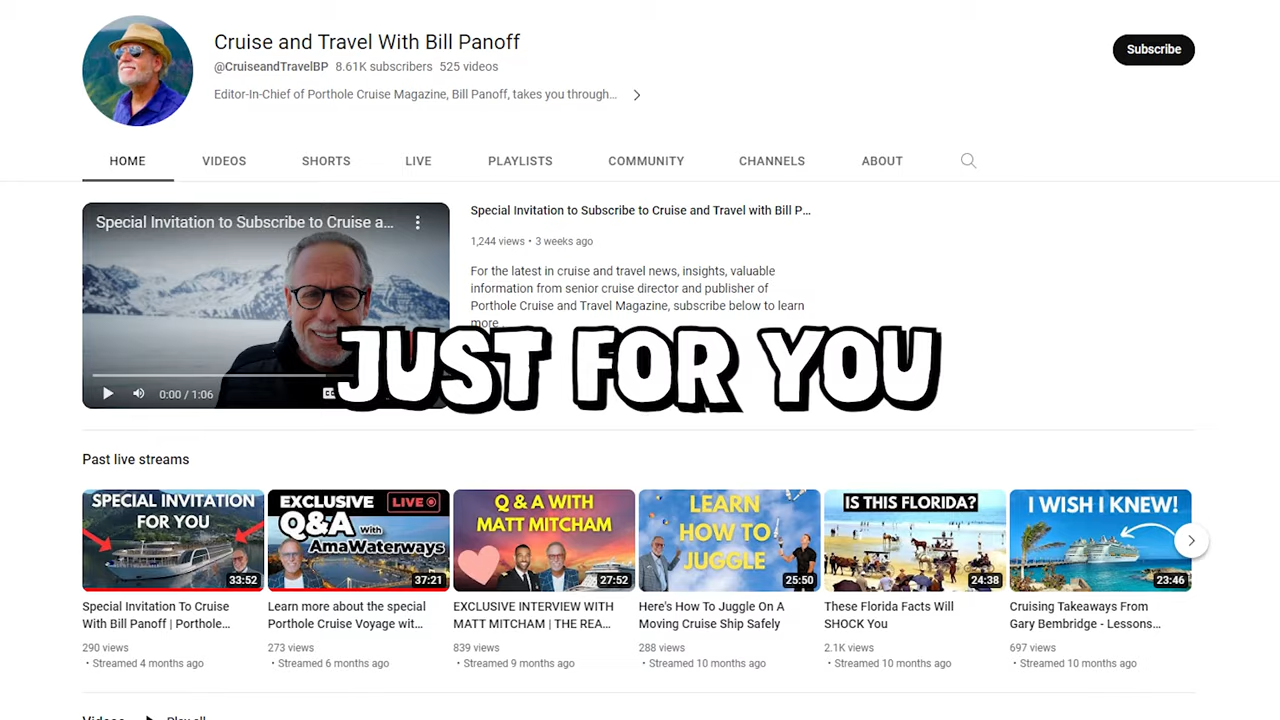 Cruise and Travel With Bill Panoff
@CruiseandTravelBP 8.61K subscribers 525 videos
Editor-In-Chief of Porthole Cruise Magazine, Bill Panoff, takes you through...
Subscribe
HOME VIDEOS SHORTS LIVE PLAYLISTS COMMUNITY CHANNELS ABOUT
Special Invitation to Subscribe to Cruise a...
0:00 / 1:06
Special Invitation to Subscribe to Cruise and Travel with Bill P...
1,244 views • 3 weeks ago
For the latest in cruise and travel news, insights, valuable
information from senior cruise director and publisher of
Porthole Cruise and Travel Magazine, subscribe below to learn
more
JUST FOR YOU
Past live streams
SPECIAL INVITATION
FOR YOU
33:52
EXCLUSIVE LIVE
Q&A With
AmaWaterways
37:21
Q & A WITH
MATT MITCHAM
27:52
LEARN
HOW TO
JUGGLE
25:50
IS THIS FLORIDA?
24:38
I WISH I KNEW!
23:46
Special Invitation To Cruise
With Bill Panoff | Porthole...
290 views
• Streamed 4 months ago
Learn more about the special
Porthole Cruise Voyage wit...
273 views
• Streamed 6 months ago
EXCLUSIVE INTERVIEW WITH
MATT MITCHAM | THE REA...
839 views
• Streamed 9 months ago
Here's How To Juggle On A
Moving Cruise Ship Safely
288 views
• Streamed 10 months ago
These Florida Facts Will
SHOCK You
2.1K views
• Streamed 10 months ago
Cruising Takeaways From
Gary Bembridge - Lessons...
697 views
• Streamed 10 months ago
Videos Play all